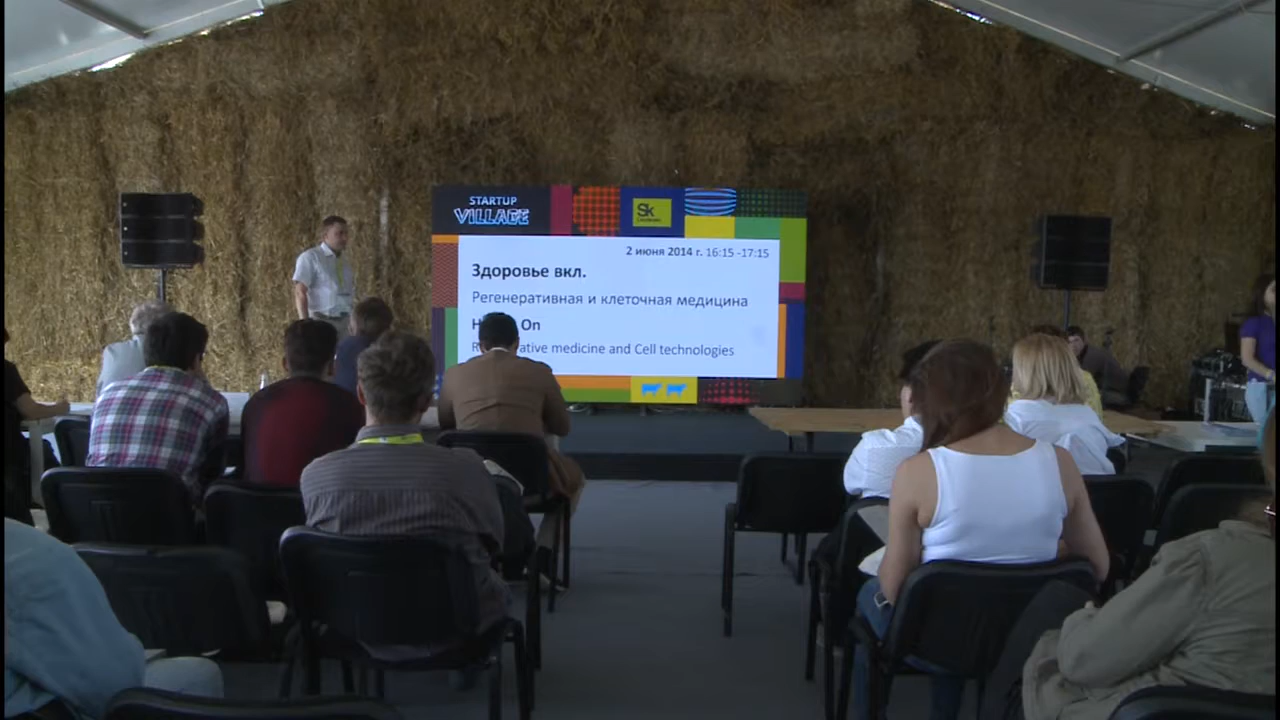 STARTUP
VILLAGE
Sk
2 июня 2014 г. 16:15 -17:15
Здоровье вкл.
Регенеративная и клеточная медицина
On
medicine and Cell technologies